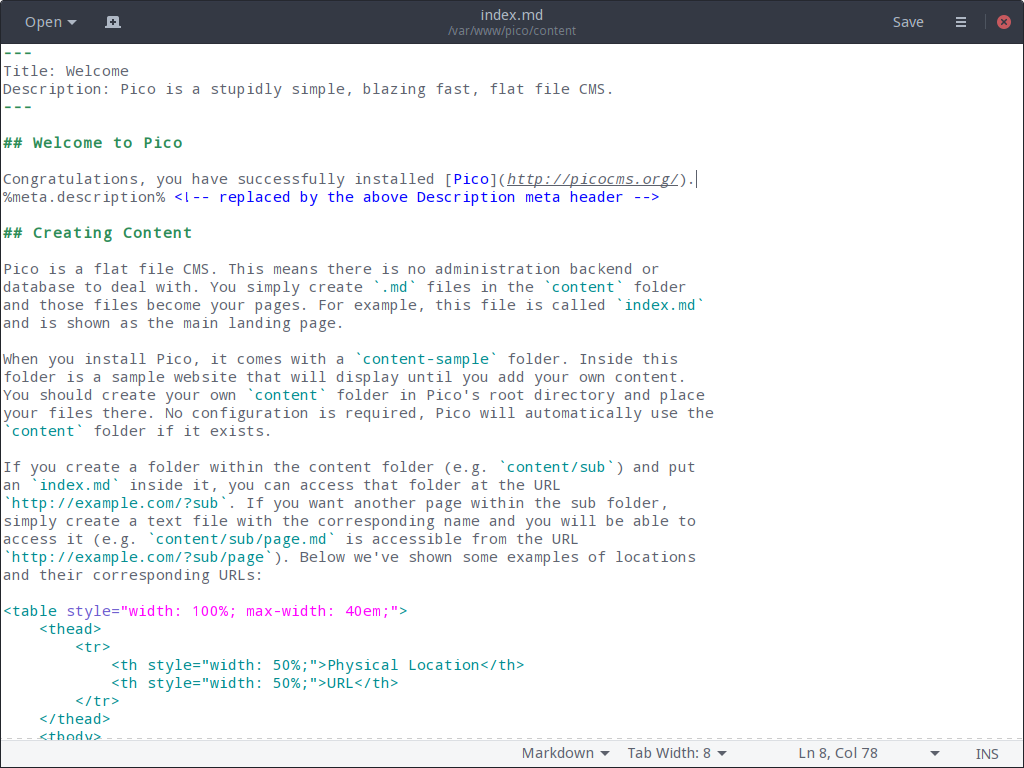 Open
index.md
/var/www/pico/content
Save
---
Title: Welcome
Description: Pico is a stupidly simple, blazing fast, flat file CMS.
---
## Welcome to Pico
Congratulations, you have successfully installed [Pico](http://picocms.org/).
%meta.description% <!-- replaced by the above Description meta header -->
## Creating Content
Pico is a flat file CMS. This means there is no administration backend or
database to deal with. You simply create `.md` files in the `content` folder
and those files become your pages. For example, this file is called `index.md`
and is shown as the main landing page.
When you install Pico, it comes with a `content-sample` folder. Inside this
folder is a sample website that will display until you add your own content.
You should create your own `content` folder in Pico's root directory and place
your files there. No configuration is required, Pico will automatically use the
`content` folder if it exists.
If you create a folder within the content folder (e.g. `content/sub`) and put
an `index.md` inside it, you can access that folder at the URL
`http://example.com/?sub`. If you want another page within the sub folder,
simply create a text file with the corresponding name and you will be able to
access it (e.g. `content/sub/page.md` is accessible from the URL
`http://example.com/?sub/page`). Below we've shown some examples of locations
and their corresponding URLs:
<table style="width: 100%; max-width: 40em;">
    <thead>
        <tr>
            <th style="width: 50%;">Physical Location</th>
            <th style="width: 50%;">URL</th>
        </tr>
    </thead>
    <tbody>
Markdown
Tab Width: 8
Ln 8, Col 78
INS